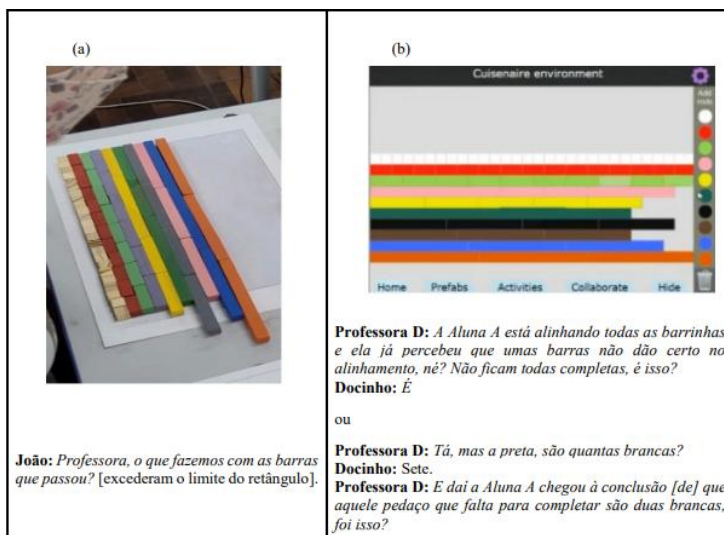 (a)
João: Professora, o que fazemos com as barras
que passou? [excederam o limite do retângulo].
(b)
Cuisenaire environment
Add
rods
Home Prefabs Activities Collaborate Hide
Professora D: A Aluna A está alinhando todas as barrinhas
e ela já percebeu que umas barras não dão certo no
alinhamento, né? Não ficam todas completas, é isso?
Docinho: É
ou
Professora D: Tá, mas a preta, são quantas brancas?
Docinho: Sete.
Professora D: E daí a Aluna A chegou à conclusão [de] que
aquele pedaço que falta para completar são duas brancas,
foi isso?